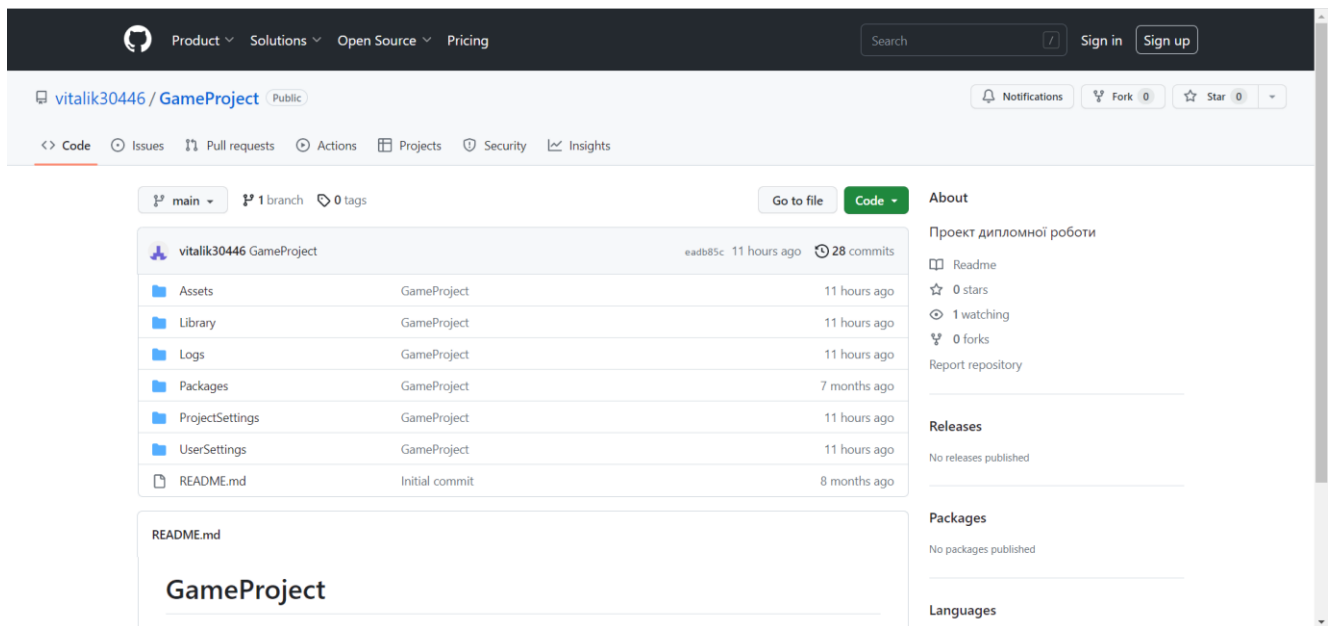 Product Solutions Open Source Pricing Search / Sign in Sign up
vitalik30446 / GameProject Public Notifications Fork 0 Star 0
Code Issues Pull requests Actions Projects Security Insights
main 1 branch 0 tags Go to file Code
vitalik30446 GameProject eadb85c 11 hours ago 28 commits
Assets GameProject 11 hours ago
Library GameProject 11 hours ago
Logs GameProject 11 hours ago
Packages GameProject 7 months ago
ProjectSettings GameProject 11 hours ago
UserSettings GameProject 11 hours ago
README.md Initial commit 8 months ago
README.md
GameProject
About
Проект дипломної роботи
Readme
0 stars
1 watching
0 forks
Report repository
Releases
No releases published
Packages
No packages published
Languages